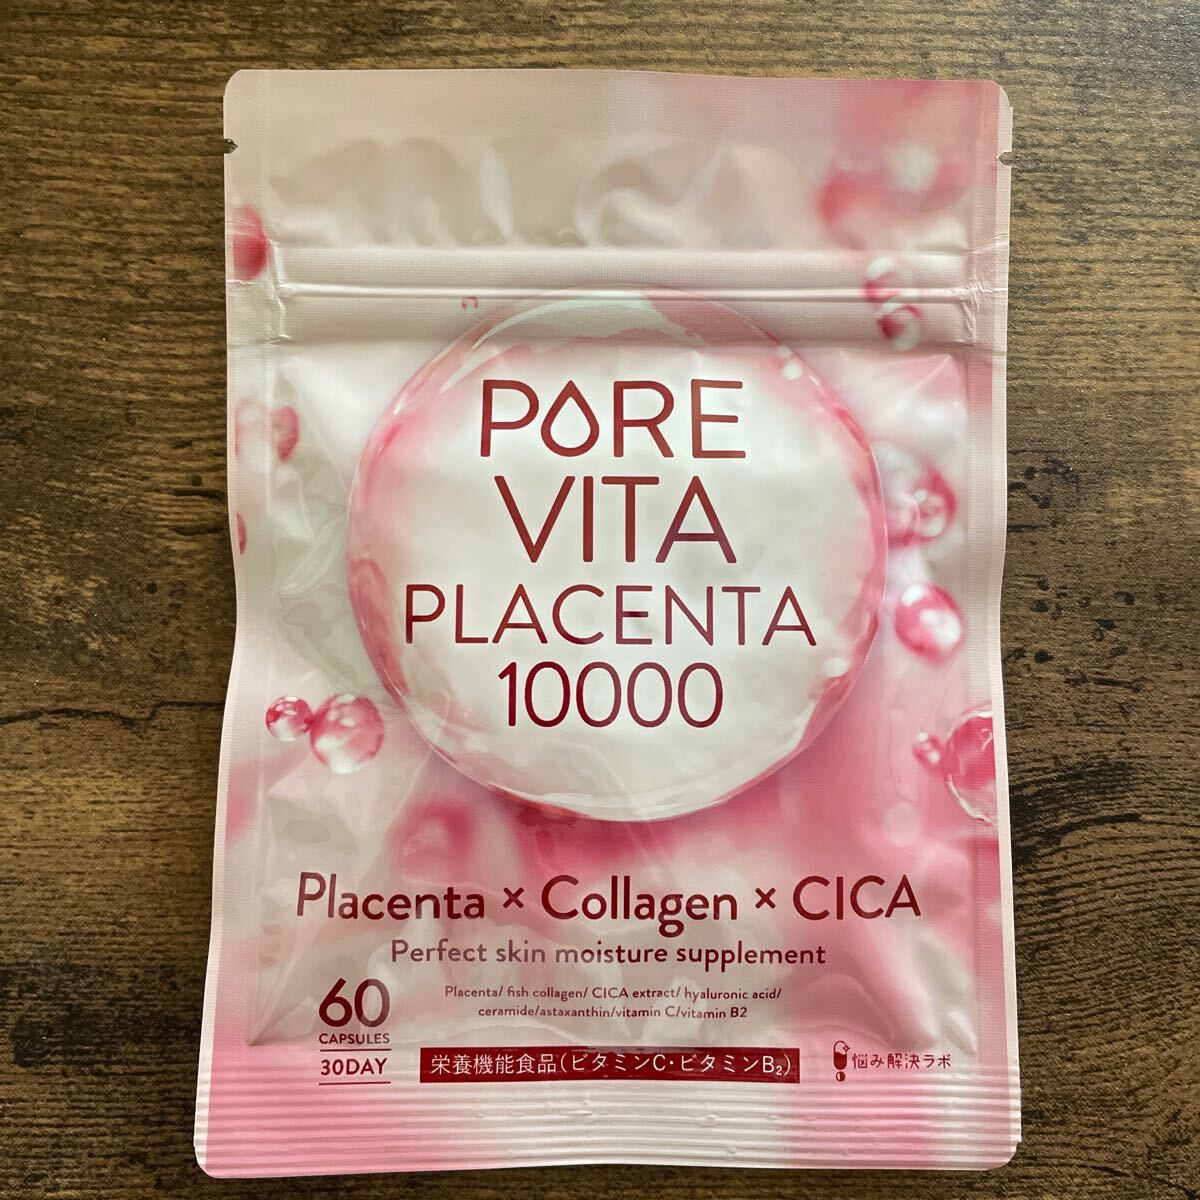 PORE
VITA
PLACENTA
10000
Placenta × Collagen × CICA
Perfect skin moisture supplement
Placenta/ fish collagen/ CICA extract/ hyaluronic acid/
ceramide/astaxanthin/vitamin C/vitamin B2
60
CAPSULES
30DAY
栄養機能食品(ビタミンC・ビタミンB₂)
悩み解決ラボ